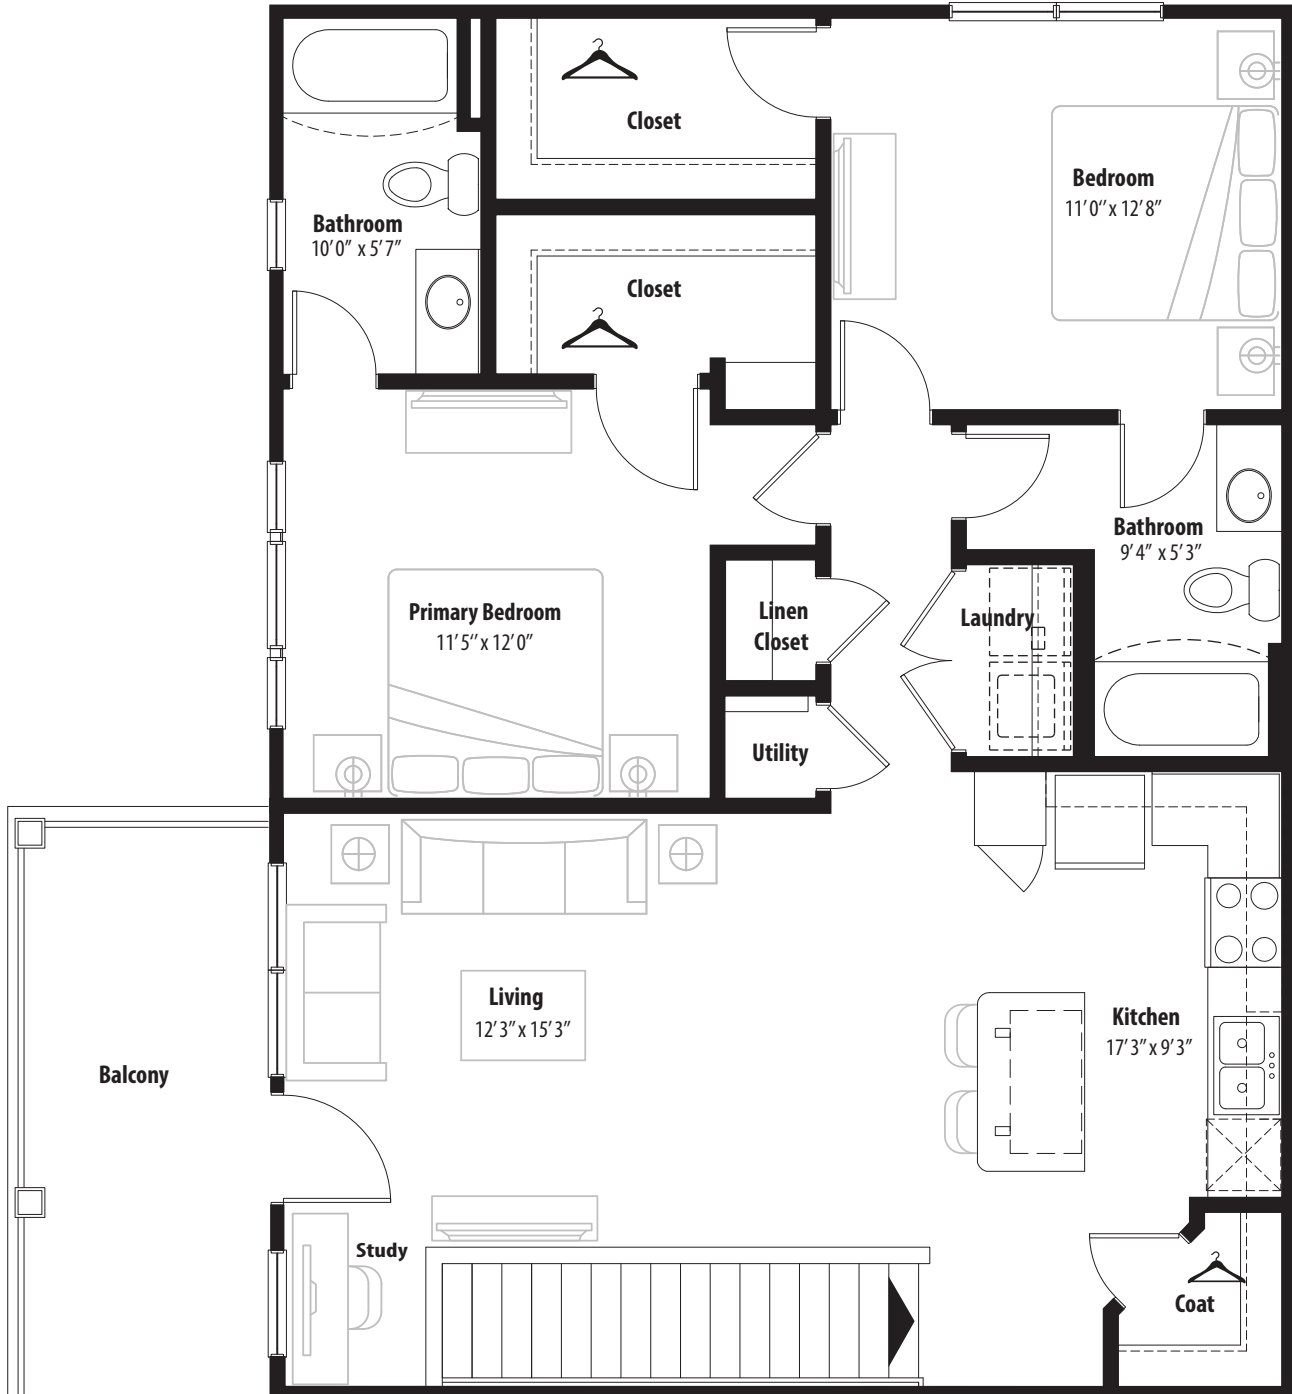 Closet
Bedroom
11'0" x 12'8"
Bathroom
10'0" x 5'7"
Closet
Bathroom
9'4" x 5'3"
Primary Bedroom
11'5" x 12'0"
Linen
Closet
Laundry
Utility
Living
12'3" x 15'3"
Kitchen
17'3" x 9'3"
Balcony
Study
Coat